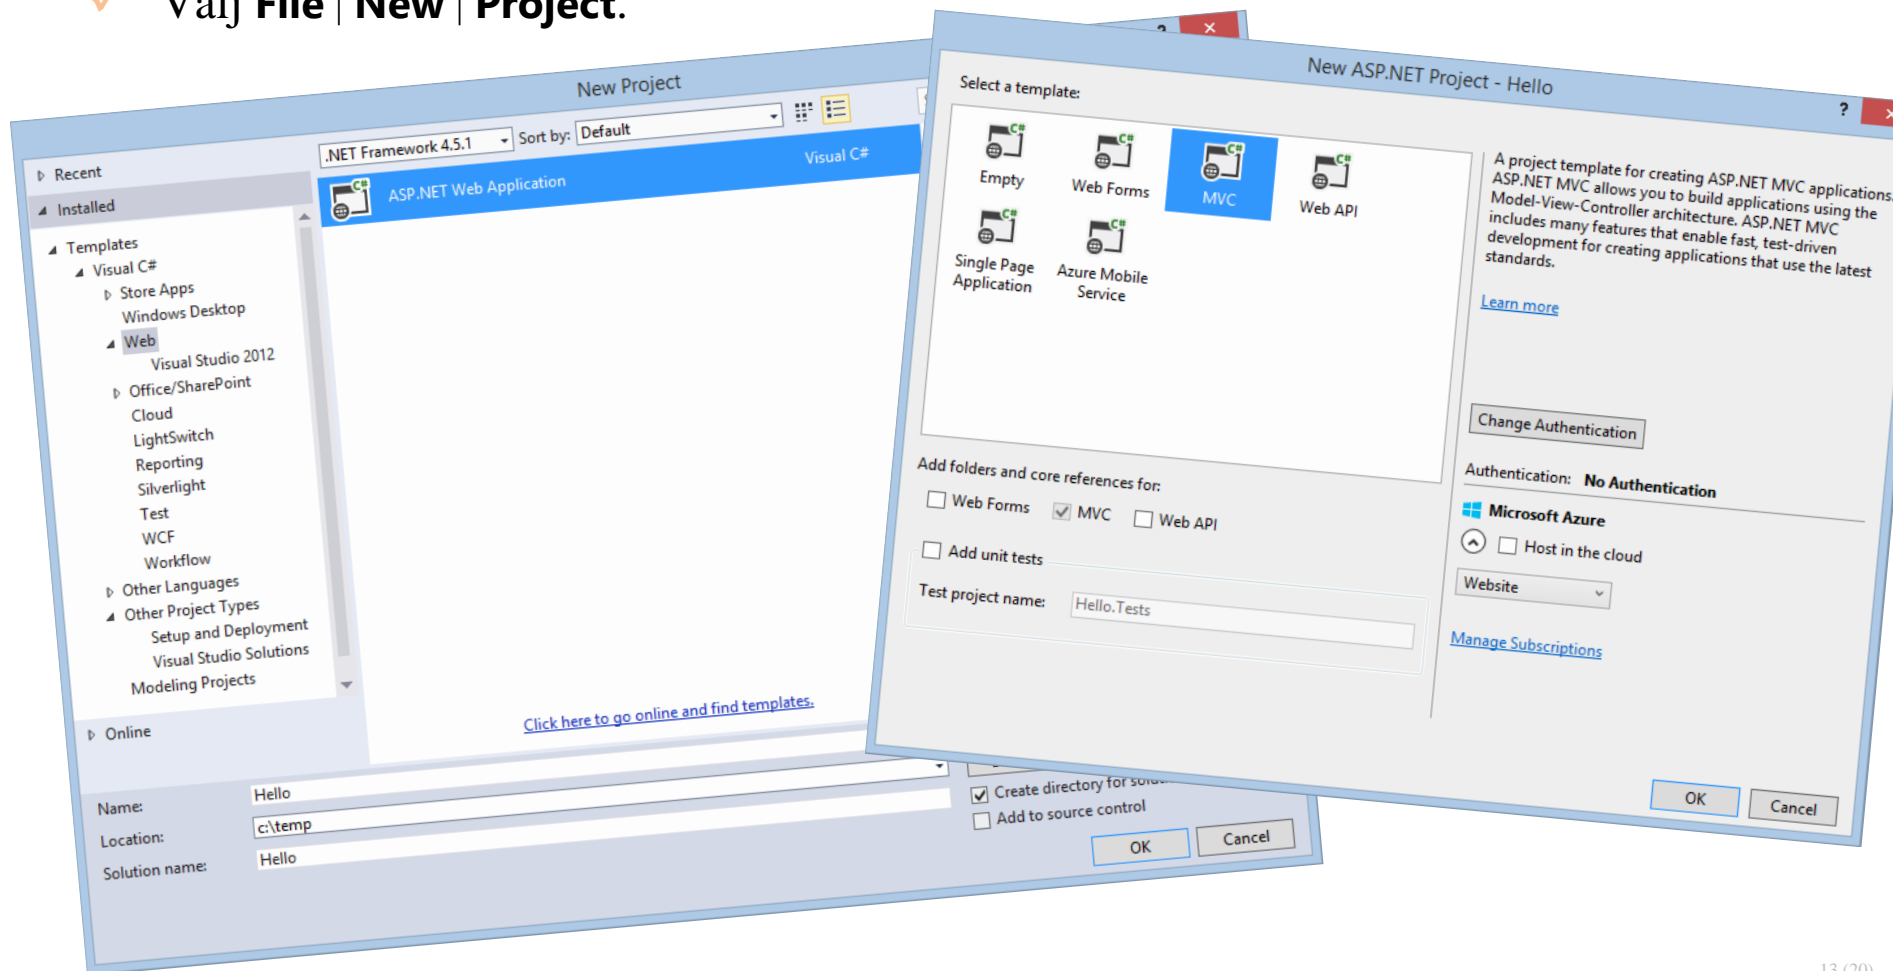 Välj File | New | Project.
New Project
?
Recent
Installed
Templates
Visual C#
Store Apps
Windows Desktop
Web
Visual Studio 2012
Office/SharePoint
Cloud
LightSwitch
Reporting
Silverlight
Test
WCF
Workflow
Other Languages
Other Project Types
Setup and Deployment
Visual Studio Solutions
Modeling Projects
Online
.NET Framework 4.5.1 Sort by: Default
ASP.NET Web Application Visual C#
Click here to go online and find templates.
Name: Hello
Location: c:\temp
Solution name: Hello
Create directory for
Add to source control
OK Cancel
New ASP.NET Project - Hello
?
Select a template:
Empty
Web Forms
MVC
Web API
Single Page
Application
Azure Mobile
Service
A project template for creating ASP.NET MVC applications.
ASP.NET MVC allows you to build applications using the
Model-View-Controller architecture. ASP.NET MVC
includes many features that enable fast, test-driven
development for creating applications that use the latest
standards.
Learn more
Change Authentication
Authentication: No Authentication
Microsoft Azure
Host in the cloud
Website
Manage Subscriptions
Add folders and core references for:
Web Forms MVC Web API
Add unit tests
Test project name: Hello.Tests
OK Cancel
13 (20)